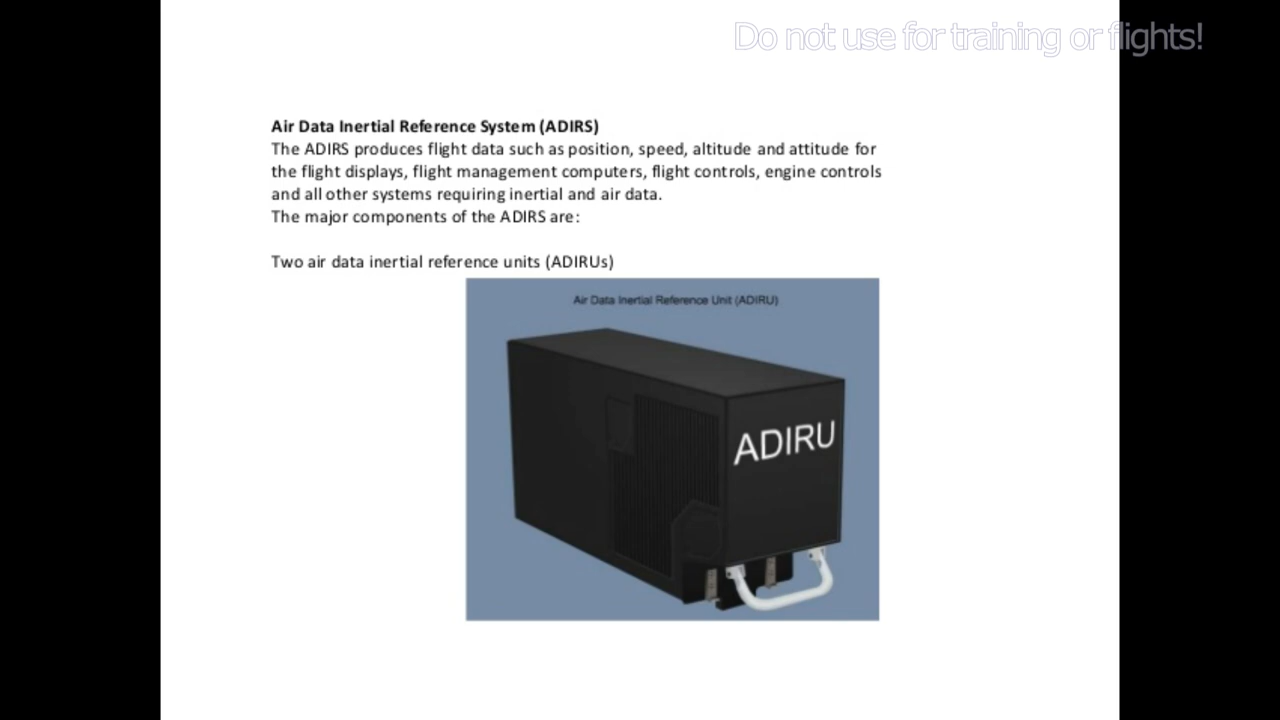 Do not use for training or flights!
Air Data Inertial Reference System (ADIRS)
The ADIRS produces flight data such as position, speed, altitude and attitude for
the flight displays, flight management computers, flight controls, engine controls
and all other systems requiring inertial and air data.
The major components of the ADIRS are:
Two air data inertial reference units (ADIRUs)
Air Data Inertial Reference Unit (ADIRU)
ADIRU